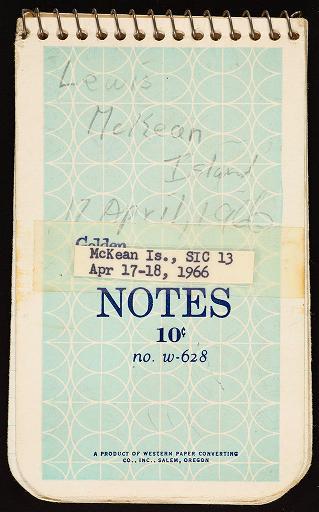 Lewis
McKean
Island
17 April, 1966
Golden
McKean Is., SIC 13
Apr 17-18, 1966
NOTES
10¢
no. w-628
A PRODUCT OF WESTERN PAPER CONVERTING
CO., INC., SALEM, OREGON